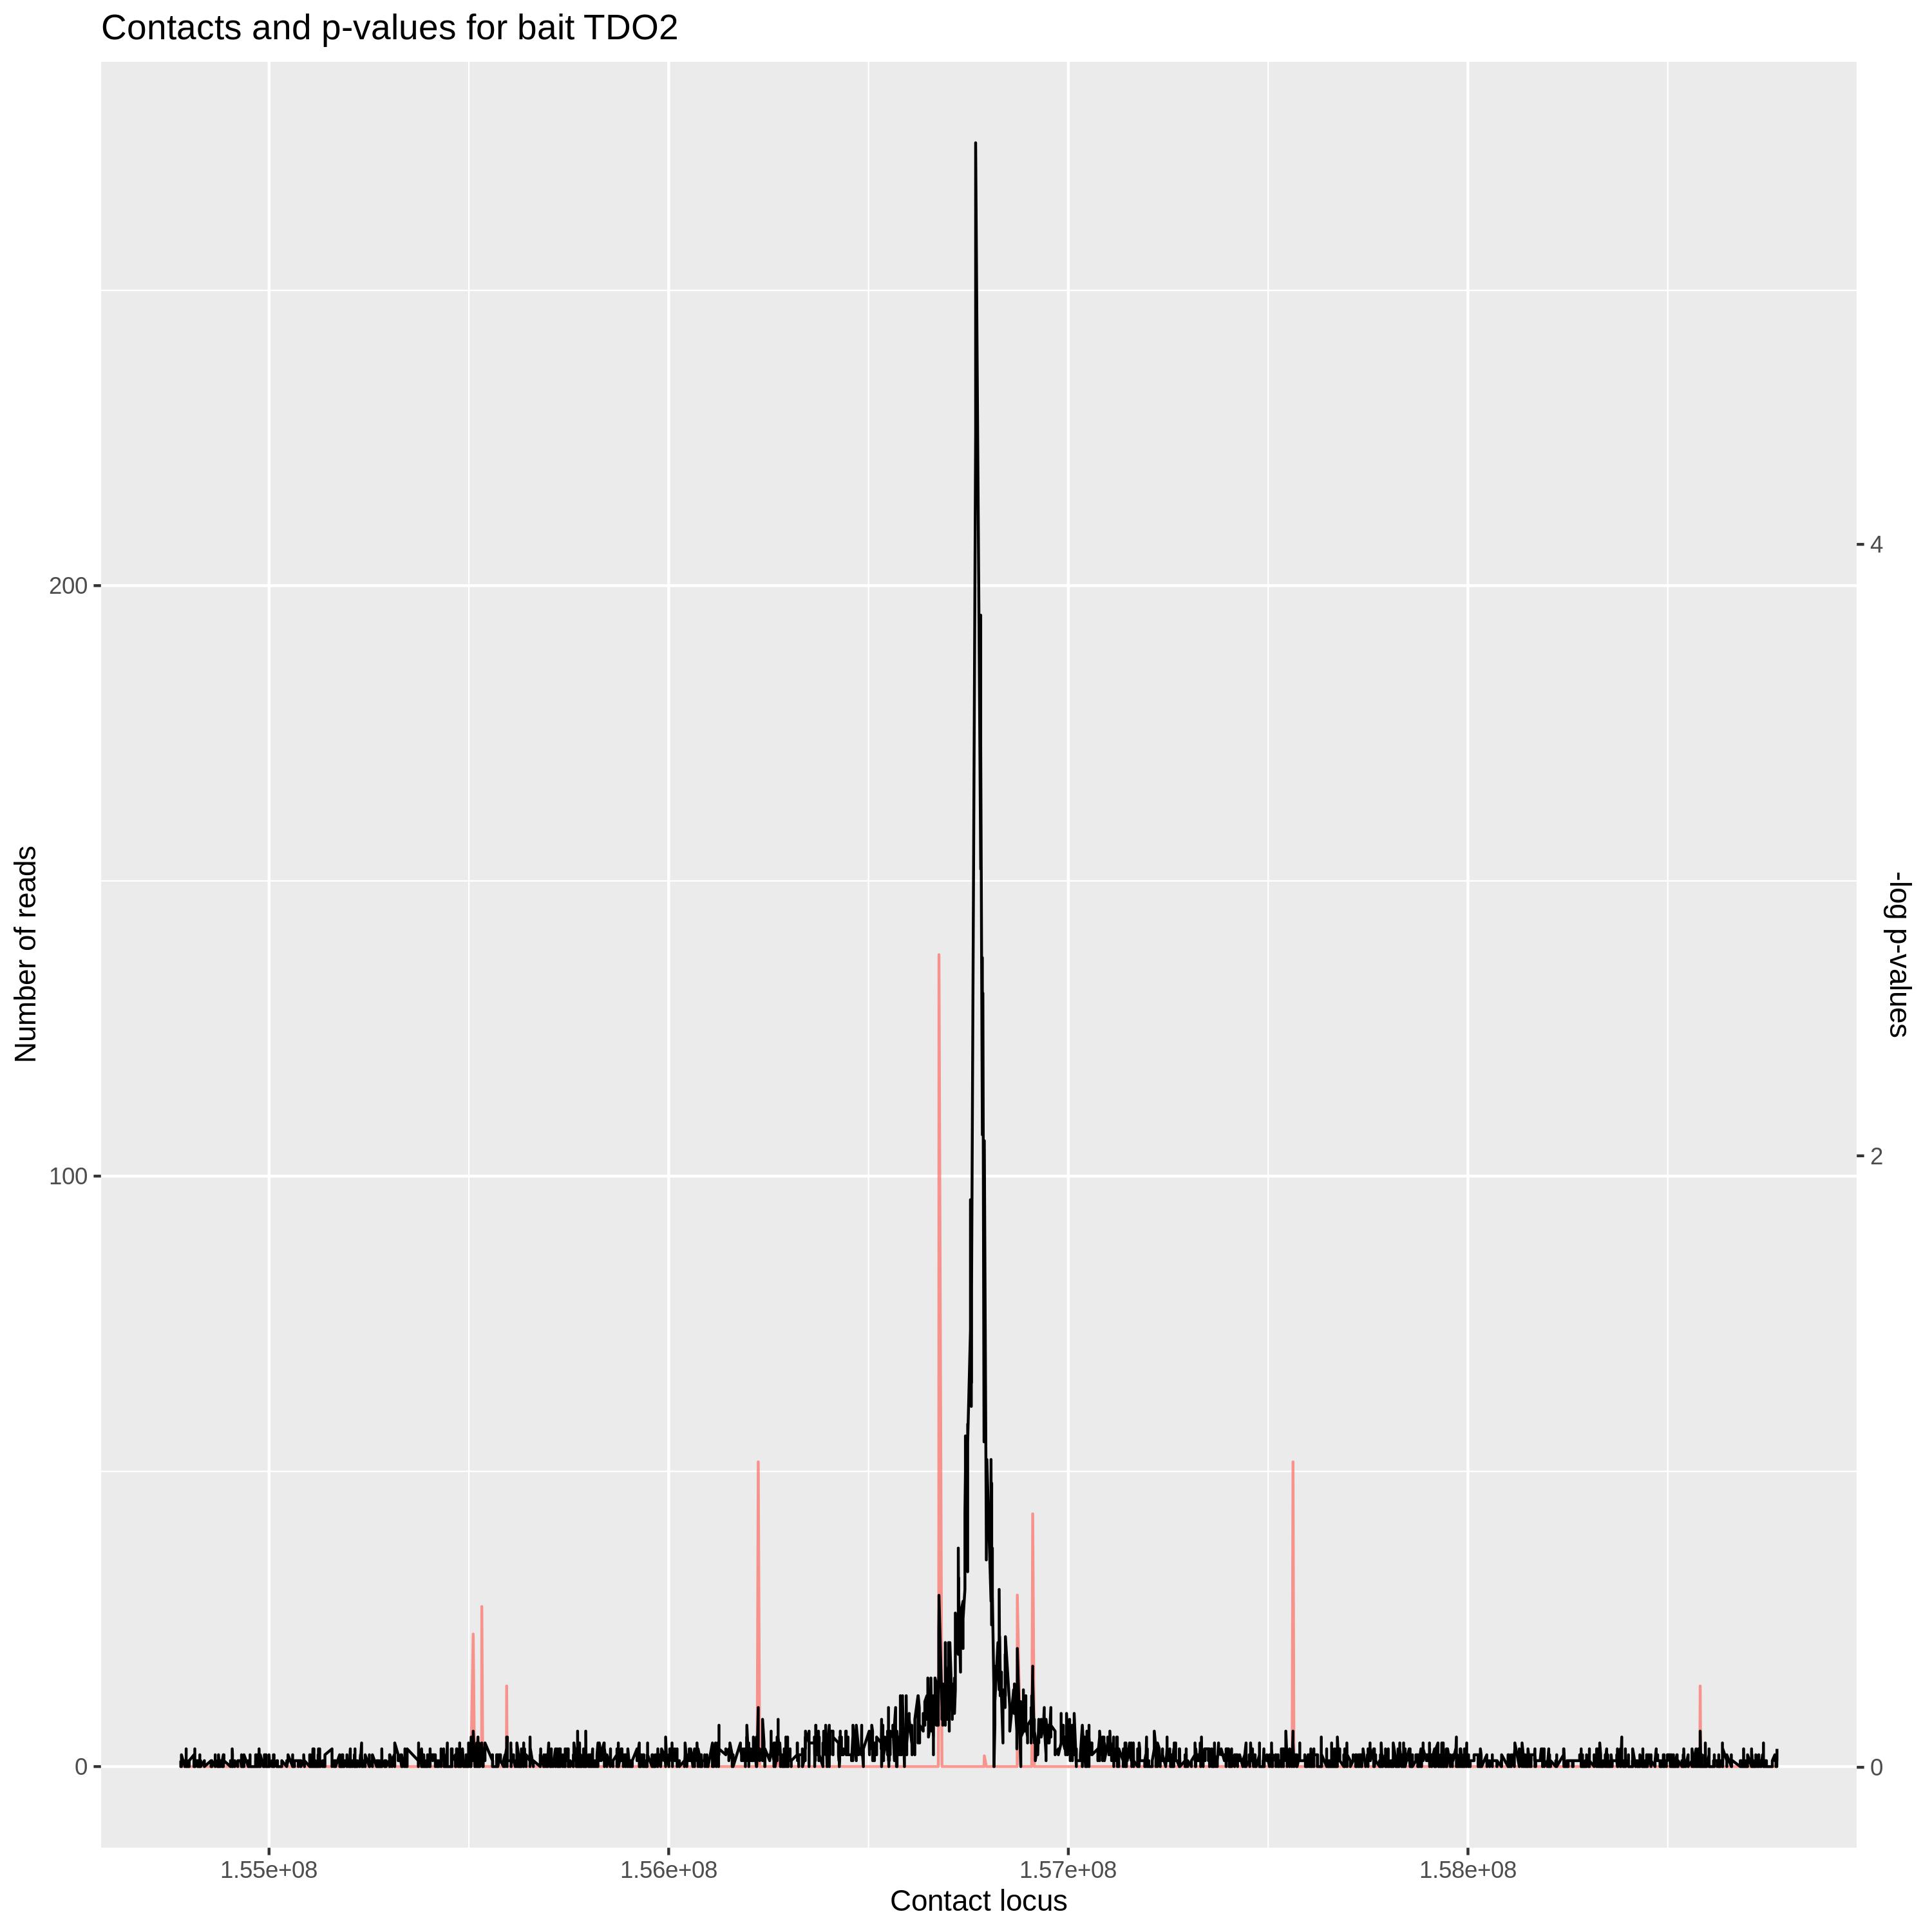 Contacts and p-values for bait TDO2
Number of reads
200
100
0
4
2
0
-log p-values
1.55e+08 1.56e+08 1.57e+08 1.58e+08
Contact locus